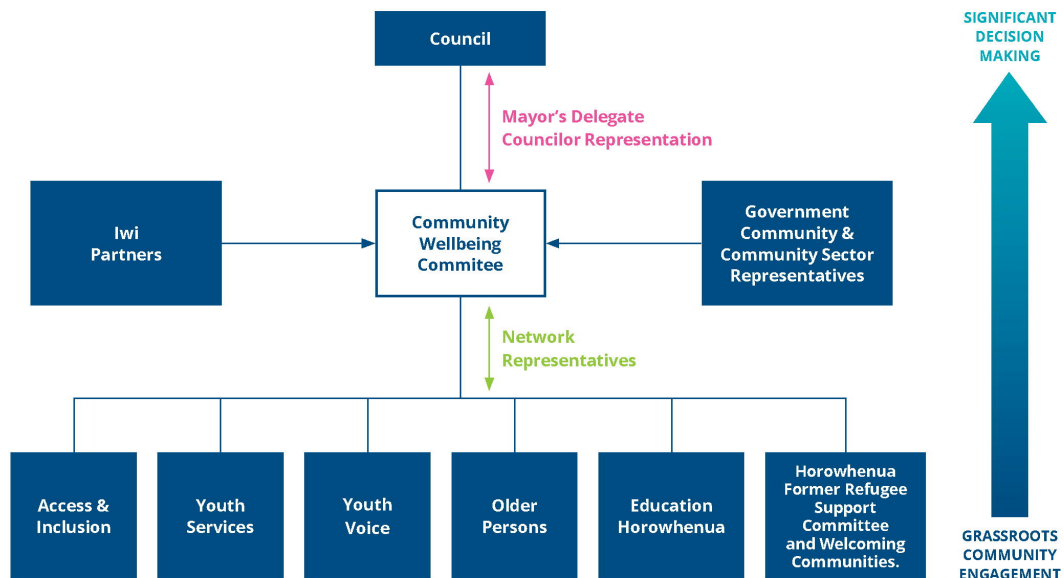 Council
SIGNIFICANT
DECISION
MAKING
Mayor's Delegate
Councilor Representation
Iwi
Partners
Community
Wellbeing
Commitee
Government
Community &
Community Sector
Representatives
Network
Representatives
Access &
Inclusion
Youth
Services
Youth
Voice
Older
Persons
Education
Horowhenua
Horowhenua
Former Refugee
Support
Committee
and Welcoming
Communities.
GRASSROOTS
COMMUNITY
ENGAGEMENT